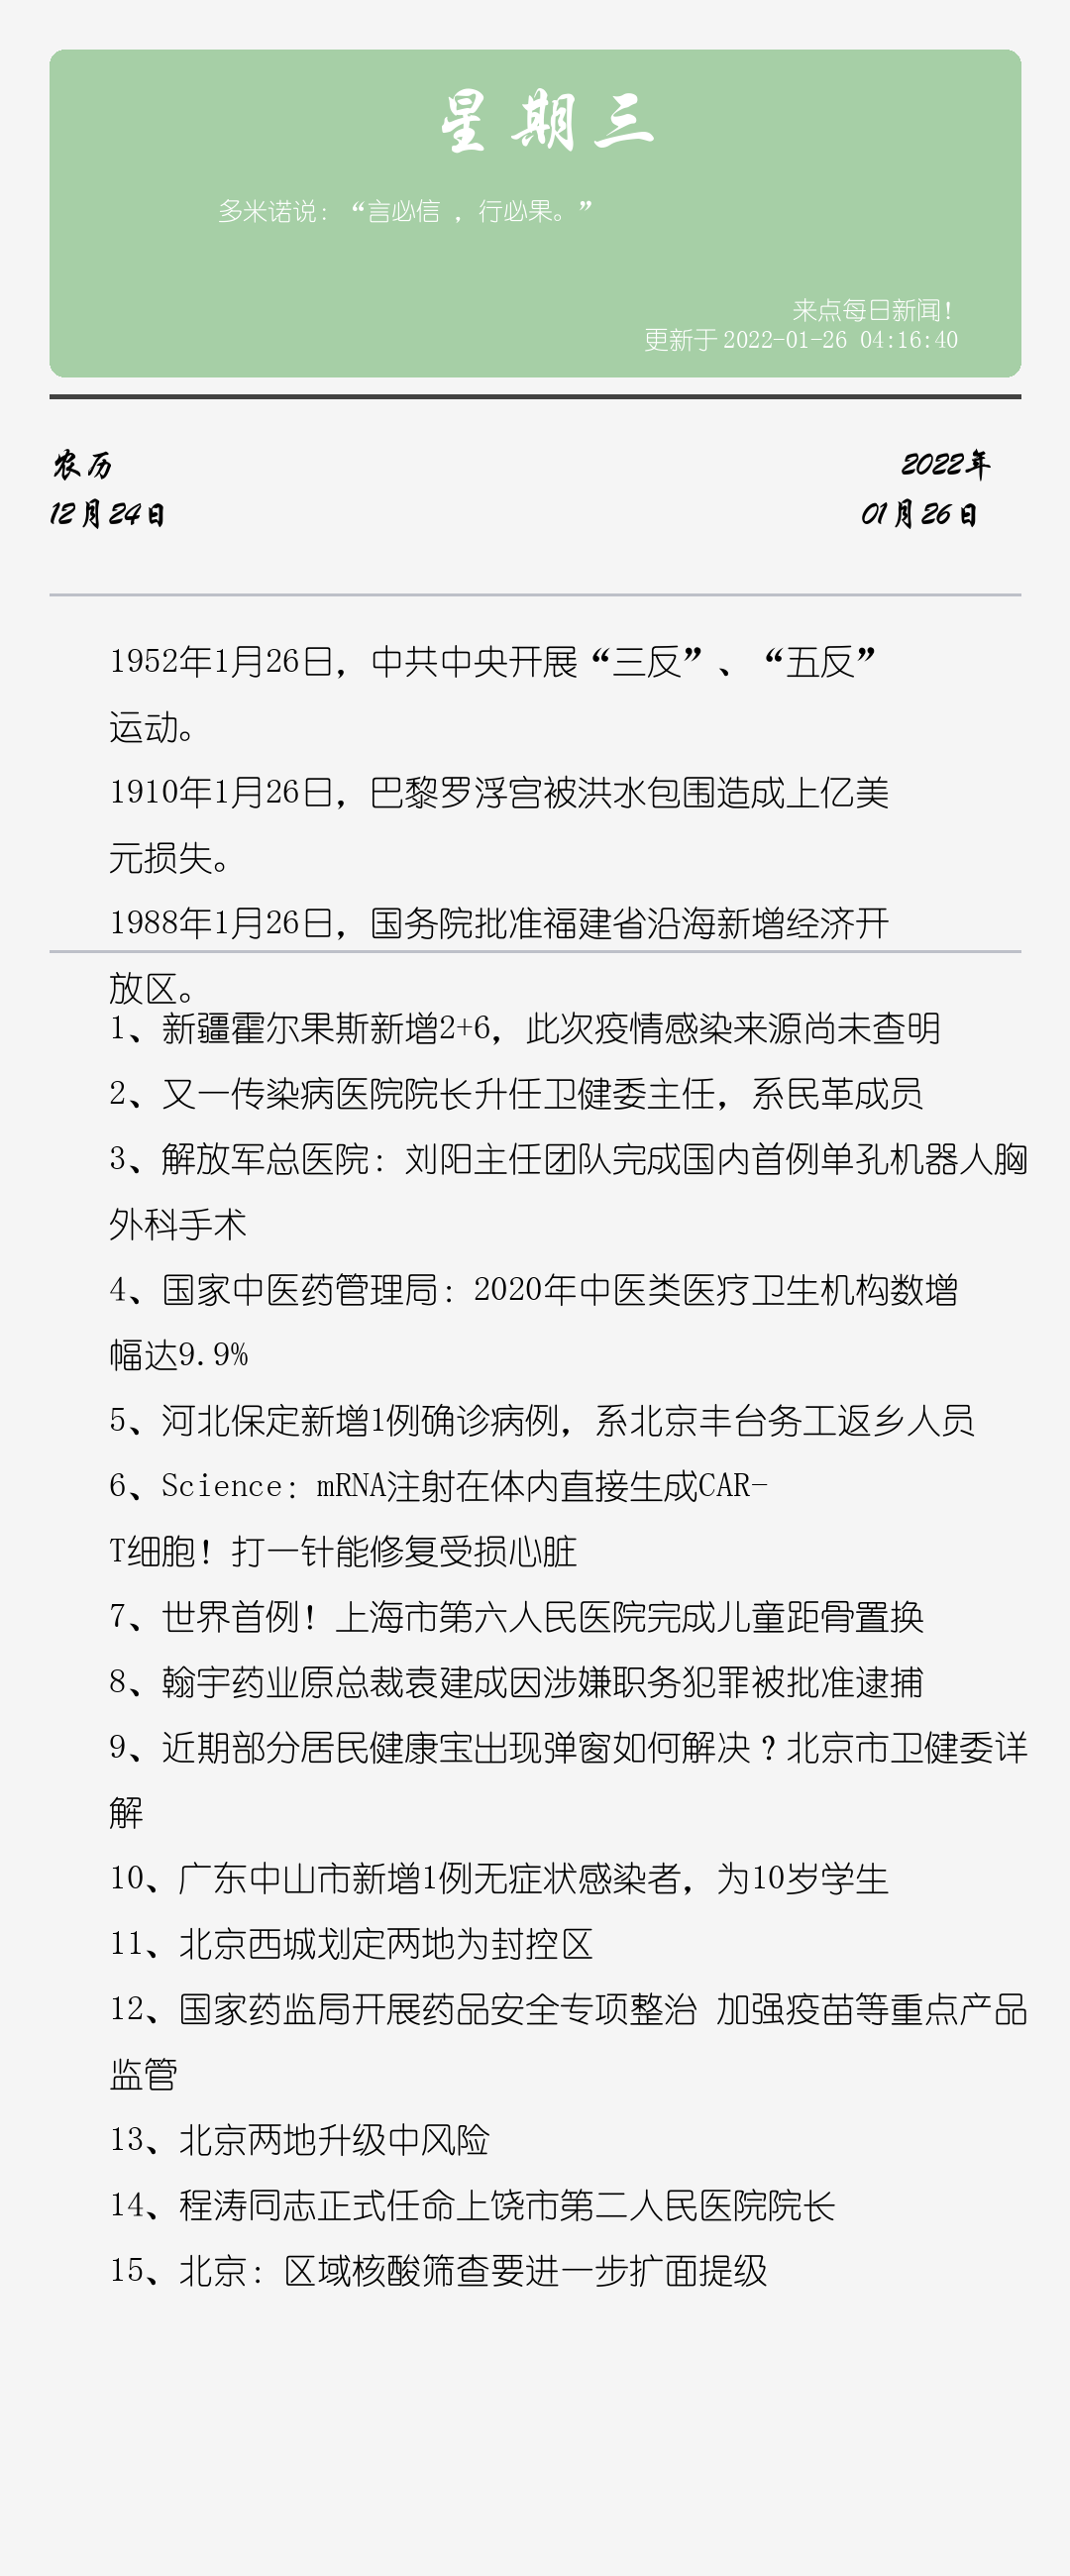 星期三
多米诺说：“言必信 ，行必果。”
来点每日新闻！
更新于 2022-01-26 04:16:40
农历
12月24日
2022年
01月26日
1952年1月26日，中共中央开展“三反”、“五反”
运动。
1910年1月26日，巴黎罗浮宫被洪水包围造成上亿美
元损失。
1988年1月26日，国务院批准福建省沿海新增经济开
放区。
1、新疆霍尔果斯新增2+6，此次疫情感染来源尚未查明
2、又一传染病医院院长升任卫健委主任，系民革成员
3、解放军总医院：刘阳主任团队完成国内首例单孔机器人胸
外科手术
4、国家中医药管理局：2020年中医类医疗卫生机构数增
幅达9.9%
5、河北保定新增1例确诊病例，系北京丰台务工返乡人员
6、Science：mRNA注射在体内直接生成CAR-
T细胞！打一针能修复受损心脏
7、世界首例！上海市第六人民医院完成儿童距骨置换
8、翰宇药业原总裁袁建成因涉嫌职务犯罪被批准逮捕
9、近期部分居民健康宝出现弹窗如何解决？北京市卫健委详
解
10、广东中山市新增1例无症状感染者，为10岁学生
11、北京西城划定两地为封控区
12、国家药监局开展药品安全专项整治 加强疫苗等重点产品
监管
13、北京两地升级中风险
14、程涛同志正式任命上饶市第二人民医院院长
15、北京：区域核酸筛查要进一步扩面提级